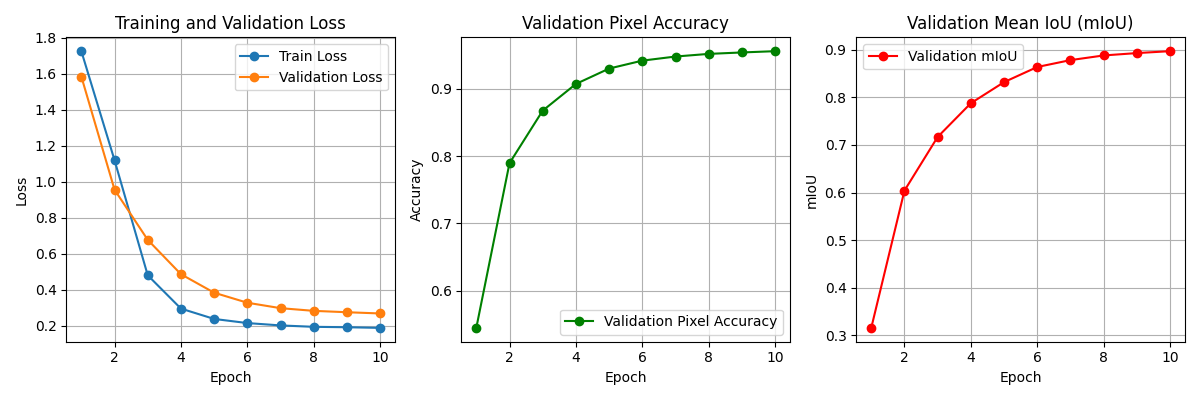 Training and Validation Loss
Train Loss
Validation Loss
Loss
1.8
1.6
1.4
1.2
1.0
0.8
0.6
0.4
0.2
2 4 6 8 10
Epoch
Validation Pixel Accuracy
Accuracy
0.9
0.8
0.7
0.6
Validation Pixel Accuracy
2 4 6 8 10
Epoch
Validation Mean IoU (mIoU)
Validation mIoU
mIoU
0.9
0.8
0.7
0.6
0.5
0.4
0.3
2 4 6 8 10
Epoch